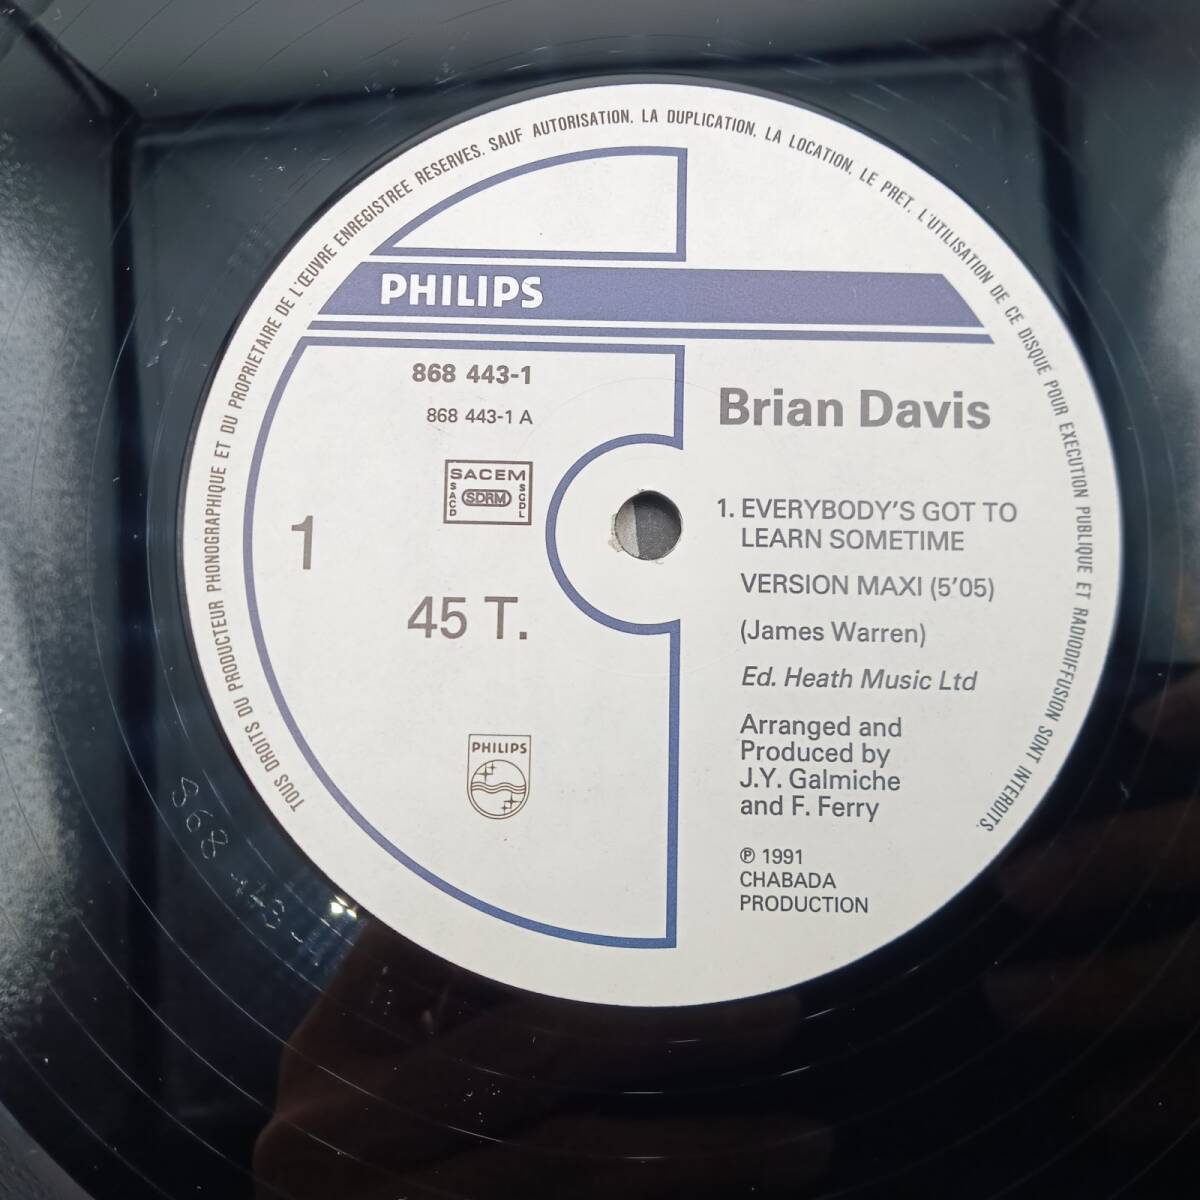 TOUS DROITS DU PRODUCTEUR PHONOGRAPHIQUE ET DU PROPRIETAIRE DE L'ŒUVRE ENREGISTREE RESERVES. SAUF AUTORISATION, LA DUPLICATION, LA LOCATION, LE PRET, L'UTILISATION DE CE DISQUE POUR EXECUTION PUBLIQUE ET RADIODIFFUSION SONT INTERDITS.
PHILIPS
868 443-1
868 443-1 A
SACEM
SACD
SDRM
SGDL
1
45 T.
PHILIPS
Brian Davis
1. EVERYBODY'S GOT TO
LEARN SOMETIME
VERSION MAXI (5'05)
(James Warren)
Ed. Heath Music Ltd
Arranged and
Produced by
J.Y. Galmiche
and F. Ferry
℗ 1991
CHABADA
PRODUCTION
868 443-